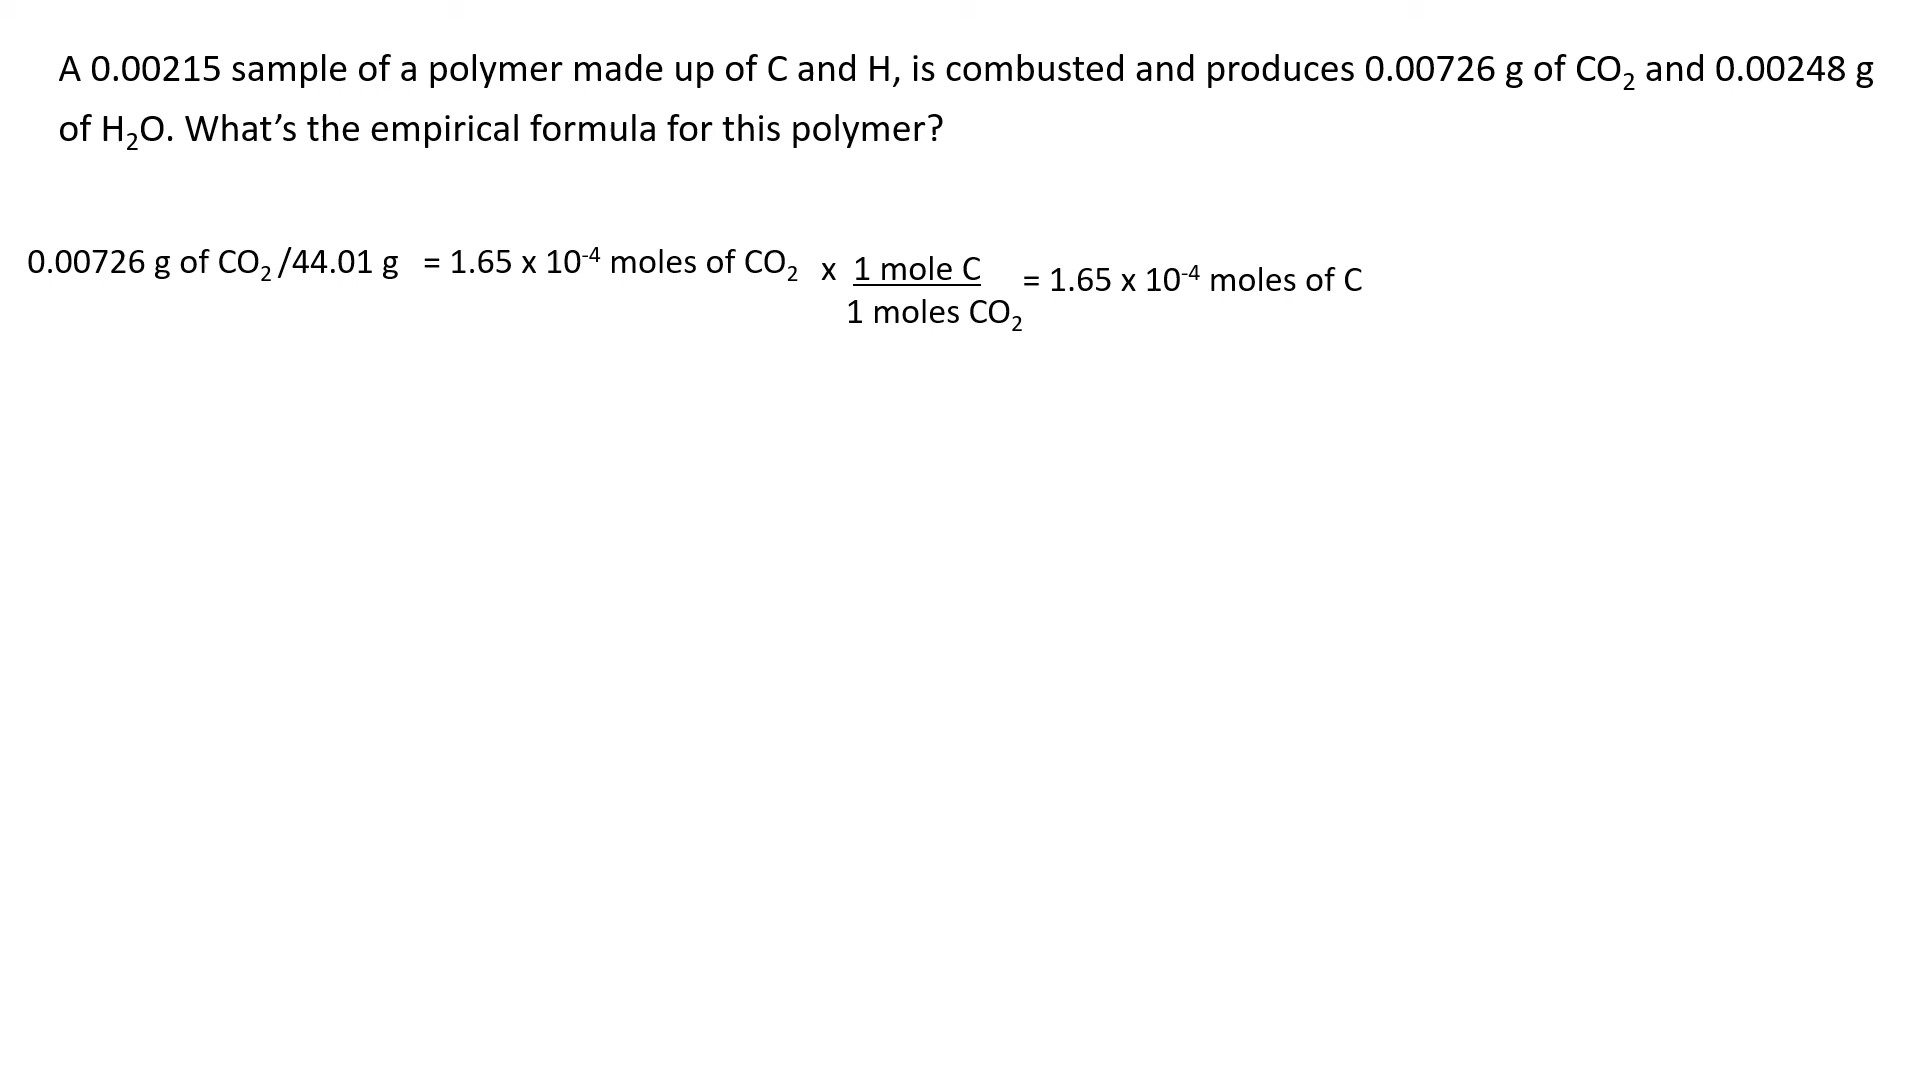 A 0.00215 sample of a polymer made up of C and H, is combusted and produces 0.00726 g of CO₂ and 0.00248 g
of H₂O. What’s the empirical formula for this polymer?
0.00726 g of CO₂ /44.01 g = 1.65 x 10⁻⁴ moles of CO₂ x 1 mole C = 1.65 x 10⁻⁴ moles of C
1 moles CO₂